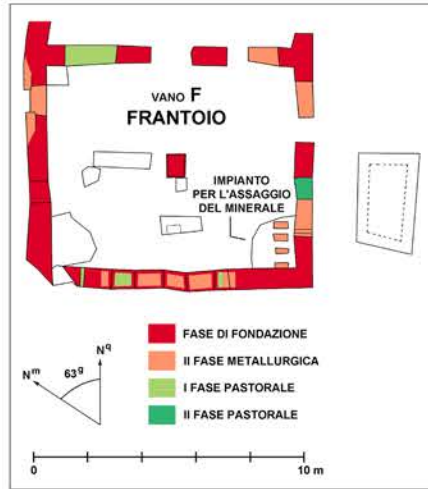 VANO F
FRANTOIO
IMPIANTO
PER L'ASSAGGIO
DEL MINERALE
FASE DI FONDAZIONE
II FASE METALLURGICA
I FASE PASTORALE
II FASE PASTORALE
Nm
63g
Nq
0
10 m